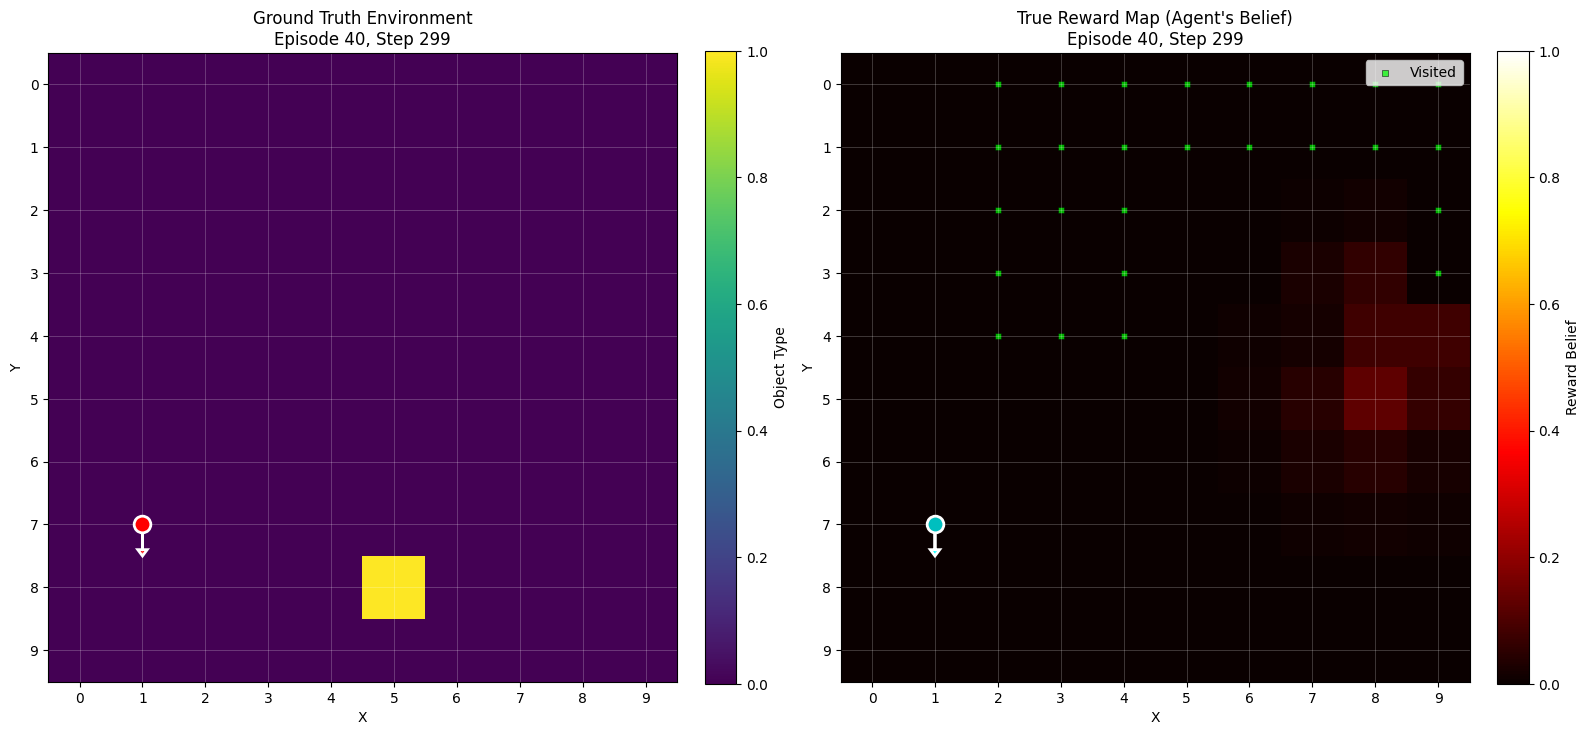 Ground Truth Environment
Episode 40, Step 299
True Reward Map (Agent's Belief)
Episode 40, Step 299
Visited
0
1
2
3
4
5
6
7
8
9
Y
0 1 2 3 4 5 6 7 8 9
X
1.0
0.8
0.6
0.4
0.2
0.0
Object Type
0
1
2
3
4
5
6
7
8
9
Y
0 1 2 3 4 5 6 7 8 9
X
1.0
0.8
0.6
0.4
0.2
0.0
Reward Belief